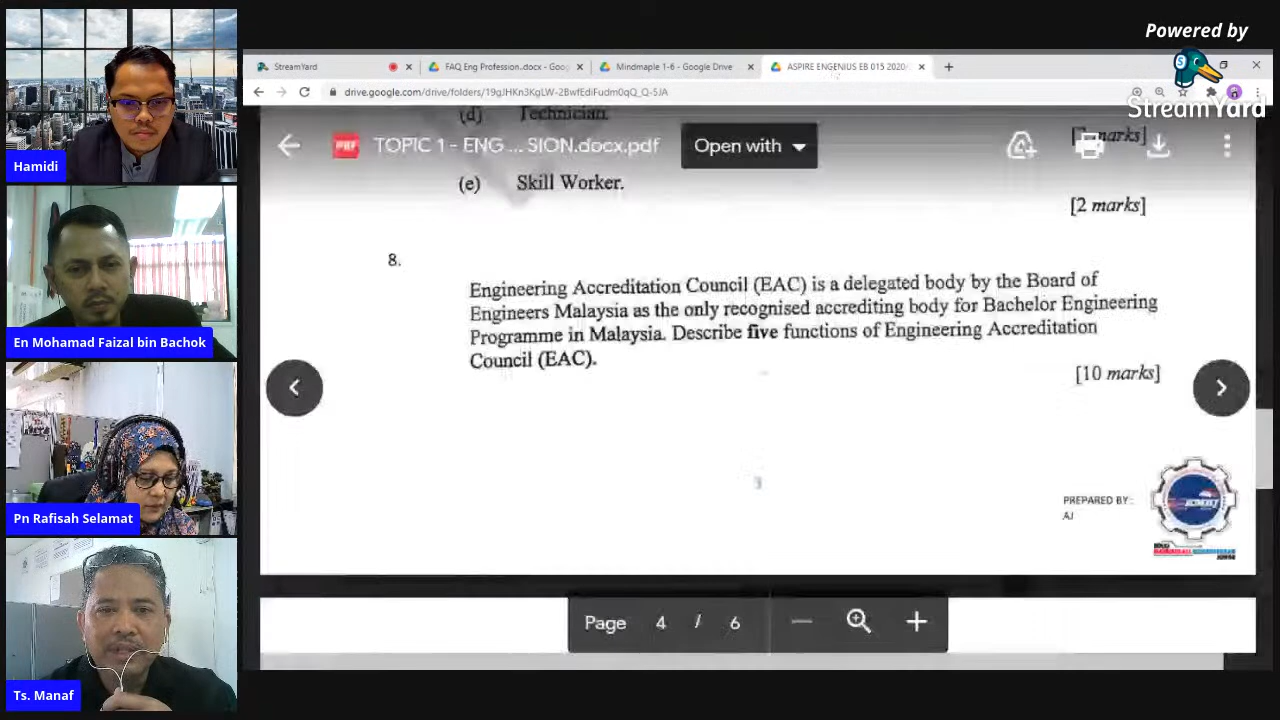 Powered by
StreamYard
Hamidi
En Mohamad Faizal bin Bachok
Pn Rafisah Selamat
Ts. Manaf
StreamYard
FAQ Eng Profession.docx - Goo
Mindmaple 1-6 - Google Drive
ASPIRE ENGENIUS EB 015 2020/
drive.google.com/drive/folders/19gJHKn3KgLW-2BwfEdiFudm0qQ_Q-5JA
(d) Technician.
TOPIC 1 - ENG ... SION.docx.pdf
Open with
marks]
(e) Skill Worker.
[2 marks]
8.
Engineering Accreditation Council (EAC) is a delegated body by the Board of
Engineers Malaysia as the only recognised accrediting body for Bachelor Engineering
Programme in Malaysia. Describe five functions of Engineering Accreditation
Council (EAC).
[10 marks]
3
PREPARED BY :
AJ
Page 4 / 6